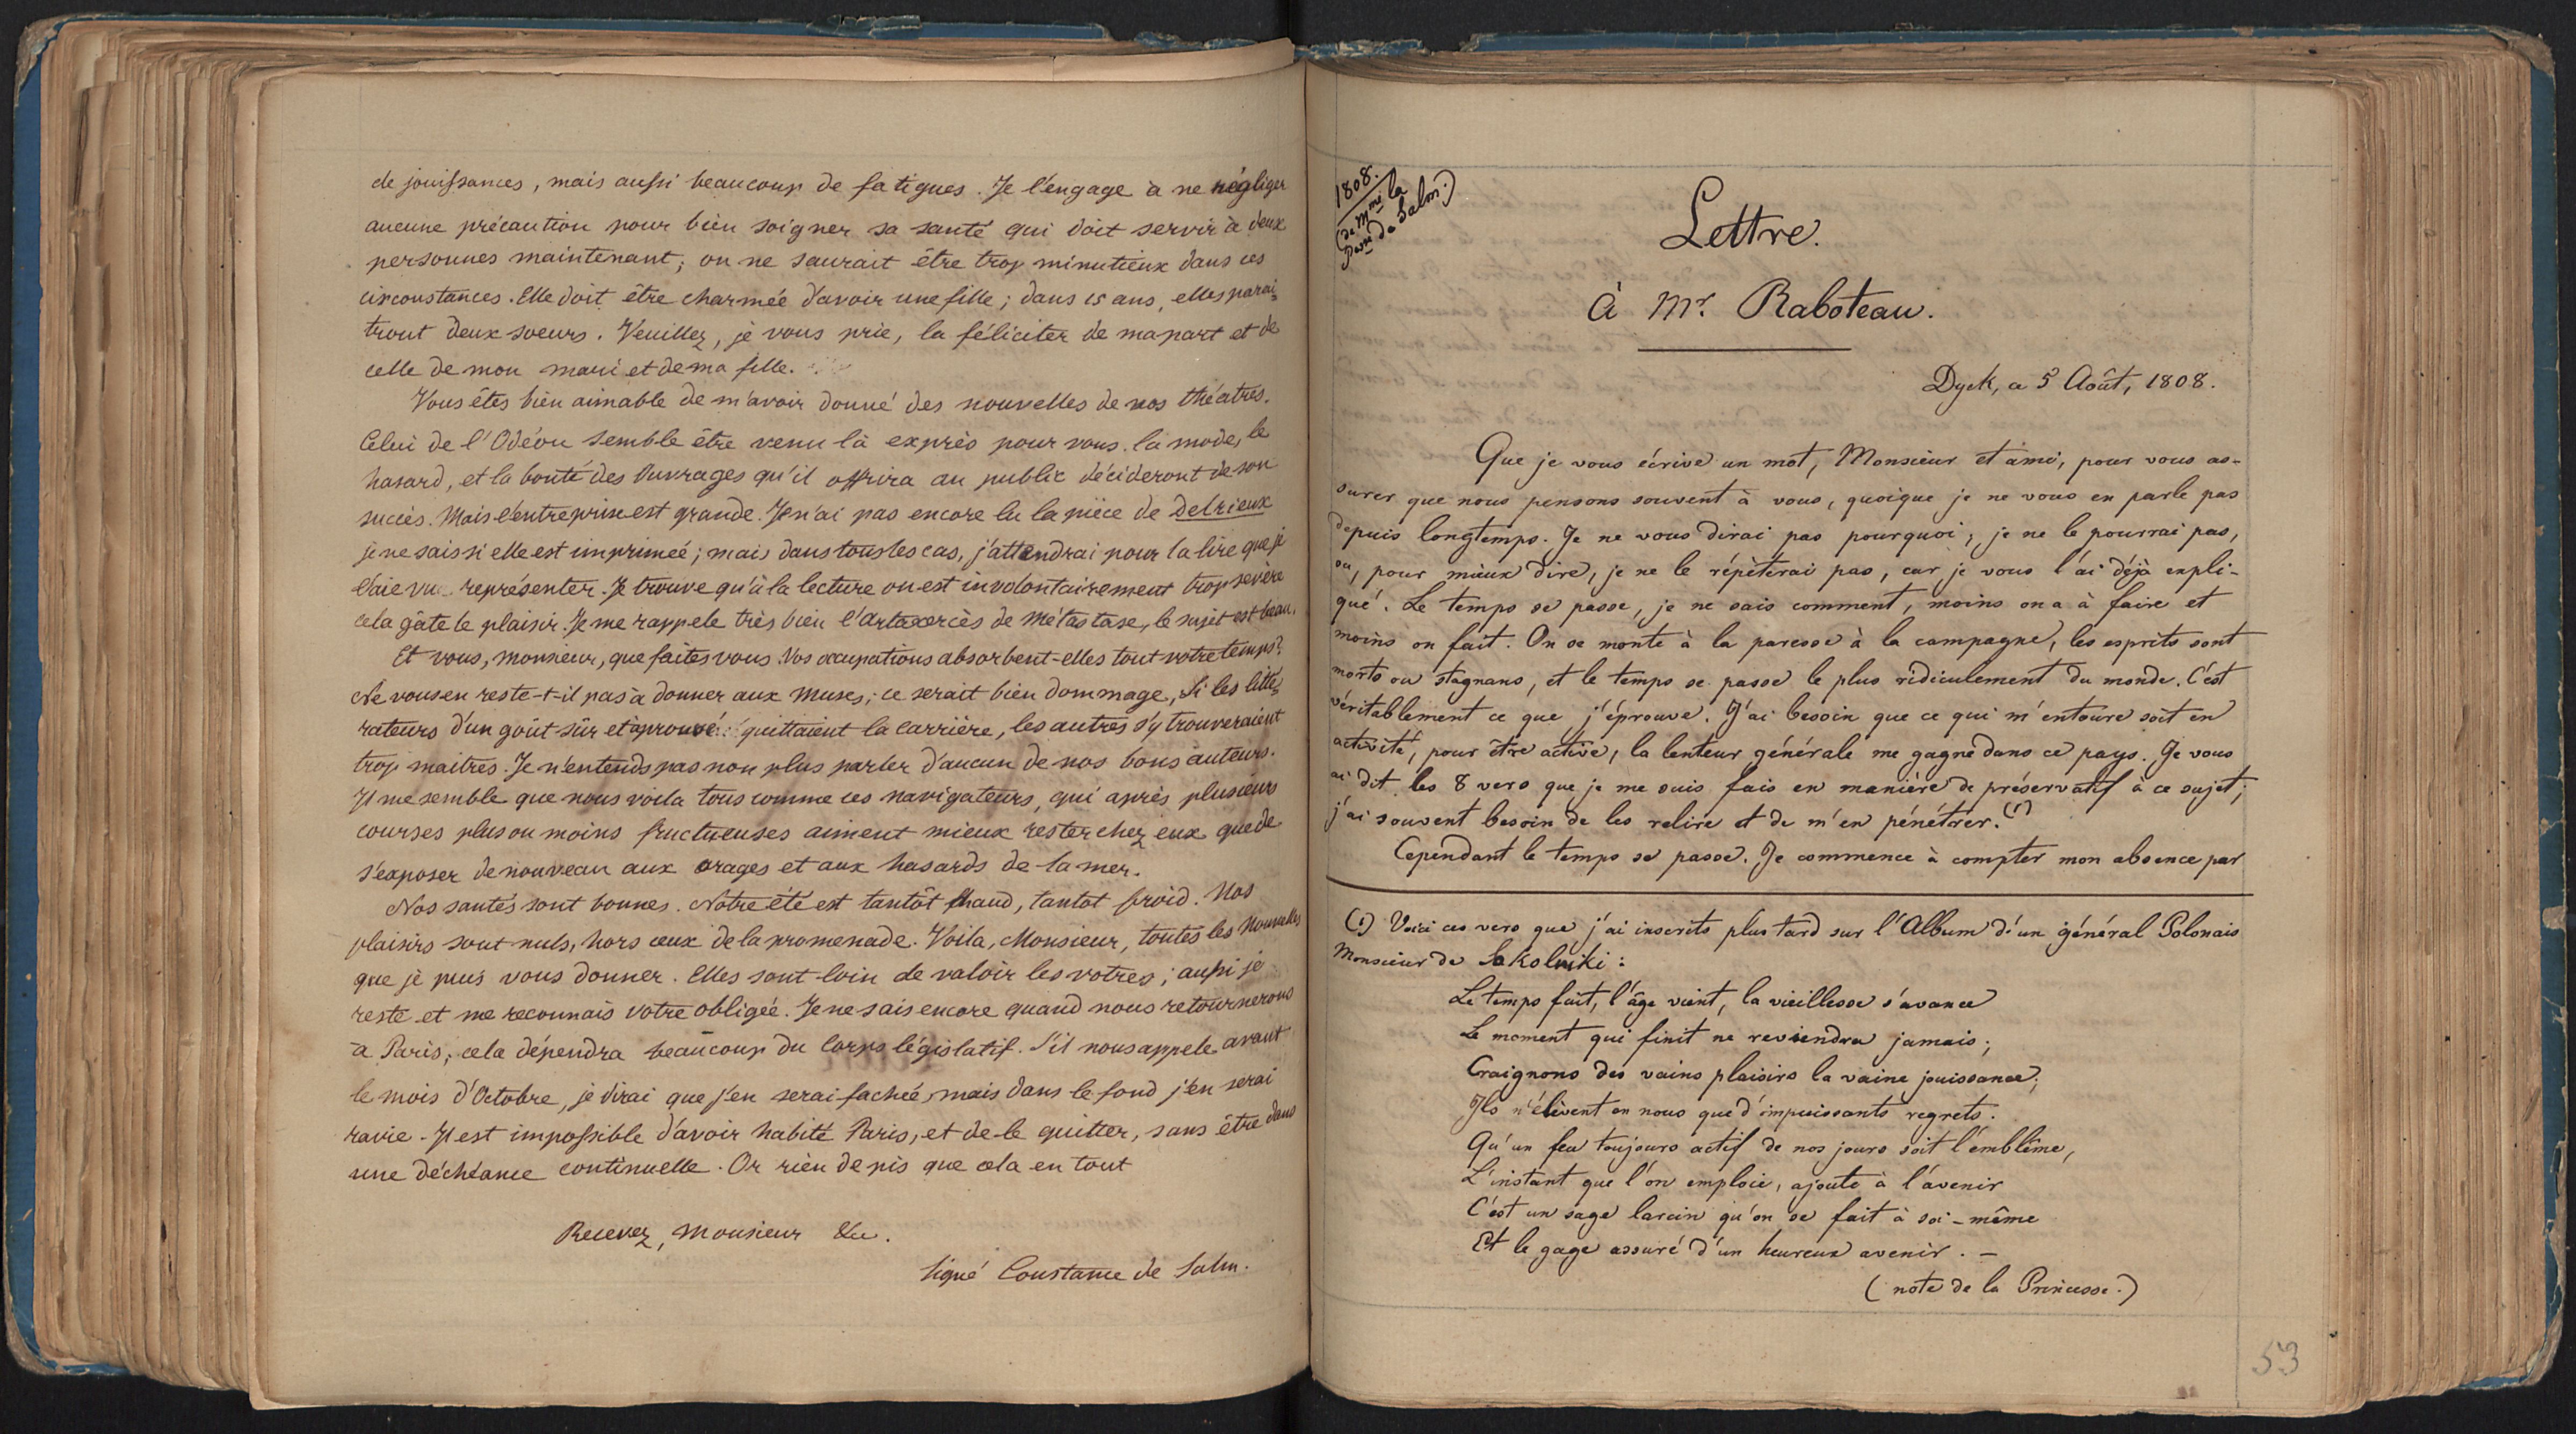 de jouissances, mais aussi beaucoup de fatigues. Je l'engage à ne négliger
aucune précaution pour bien soigner sa santé qui doit servir à deux
personnes maintenant; on ne saurait être trop minutieux dans ces
circonstances. Elle doit être charmée d'avoir une fille; dans 15 ans, elles parai=
tront deux soeurs. Veuillez, je vous prie, la féliciter de ma part et de
celle de mon mari et de ma fille.
Vous êtes bien aimable de m'avoir donné des nouvelles de nos théatres.
Celui de l'Odéon semble être venu là exprès pour vous. la mode, le
hasard, et la bonté des Ouvrages qu'il offrira au public décideront de son
succès. Mais l'entreprise est grande. Je n'ai pas encore lu la pièce de Delrieux
je ne sais si elle est imprimeé; mais dans tous les cas, j'attendrai pour la lire que je
l'aie vu représenter. Je trouve qu'à la lecture on est involontairement trop sevère
cela gâte le plaisir. Je me rappele très bien l'Artaxercès de Métastase, le sujet est beau.
Et vous, monsieur, que faites vous. Vos occupations absorbent-elles tout votre temps?
Ne vous en reste-t-il pas à donner aux Muses; ce serait bien dommage, Si les litté=
rateurs d'un goût sûr et éprouvé quittaient la carrière, les autres s'y trouveraient
trop maitres. Je n'entends pas non plus parler d'aucun de nos bons auteurs.
Il me semble que nous voila tous comme ces navigateurs, qui après plusieurs
courses plus ou moins fructueuses aiment mieux rester chez eux que de
s'exposer de nouveau aux orages et aux hasards de la mer.
Nos santés sont bonnes. Notre été est tantôt chaud, tantot froid. Nos
plaisirs sont nuls, hors ceux de la promenade. Voila, Monsieur, toutes les Nouvelles
que je puis vous donner. Elles sont loin de valoir les votres; aussi je
reste et me reconnais votre obligée. Je ne sais encore quand nous retournerons
à Paris, cela dépendra beaucoup du Corps législatif. S'il nous appele avant
le mois d'Octobre, je dirai que j'en serai fachée, mais dans le fond j'en serai
ravie. Il est impossible d'avoir habité Paris, et de le quitter, sans être dans
une déchéance continuelle. Or rien de pis que cela en tout
Recevez, Monsieur &c.
Signé Constance de Salm.
1808.
(de Mme la
Psse de Salm.)
Lettre.
à Mr. Raboteau.
Dyck, a 5 Août, 1808.
Que je vous écrive un mot, Monsieur et ami, pour vous as-
surer que nous pensons souvent à vous, quoique je ne vous en parle pas
depuis longtemps. Je ne vous dirai pas pourquoi; je ne le pourrai pas,
ou, pour mieux dire, je ne le répéterai pas, car je vous l'ai déjà expli-
qué. Le temps se passe, je ne sais comment, moins on a à faire et
moins on fait. On se monte à la paresse à la campagne, les esprits sont
morts ou stagnans, et le temps se passe le plus ridiculement du monde. C'est
véritablement ce que j'éprouve. J'ai besoin que ce qui m'entoure soit en
activité, pour être active, la lenteur générale me gagne dans ce pays. Je vous
ai dit les 8 vers que je me suis fais en manière de préservatif à ce sujet;
j'ai souvent besoin de les relire et de m'en pénétrer. (1)
Cependant le temps se passe. Je commence à compter mon absence par
(1) Voici ces vers que j'ai inscrits plus tard sur l'Album d'un général Polonais
Monsieur de Sokolniki:
Le temps fuit, l'âge vient, la vieillesse s'avance
Le moment qui finit ne reviendra jamais;
Craignons des vains plaisirs la vaine jouissance;
Ils n'élèvent en nous que d'impuissants regrets.
Qu'un feu toujours actif de nos jours soit l'emblême,
L'instant que l'on emploie, ajoute à l'avenir
C'est un sage larcin qu'on se fait à soi-même
Et le gage assuré d'un heureux avenir. -
(note de la Princesse.)
53